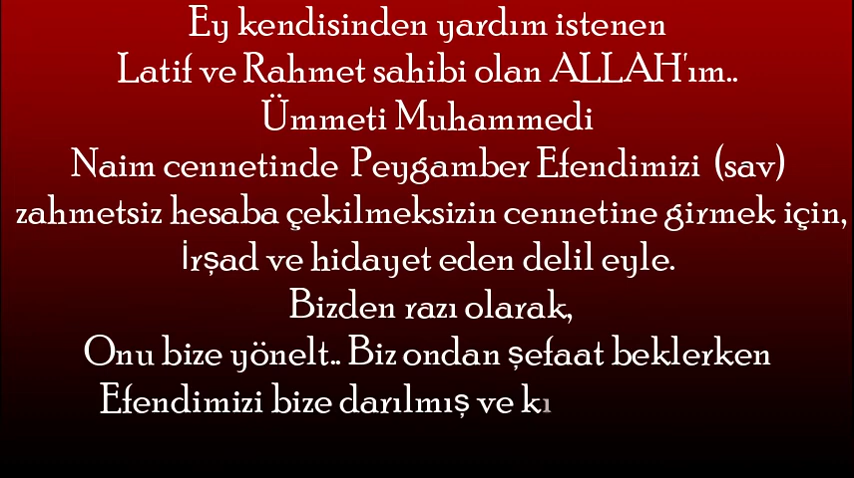 Ey kendisinden yardım istenen
Latif ve Rahmet sahibi olan ALLAH'ım..
Ümmeti Muhammedi
Naim cennetinde Peygamber Efendimizi (sav)
zahmetsiz hesaba çekilmeksizin cennetine girmek için,
İrşad ve hidayet eden delil eyle.
Bizden razı olarak,
Onu bize yönelt.. Biz ondan şefaat beklerken
Efendimizi bize darılmış ve kı